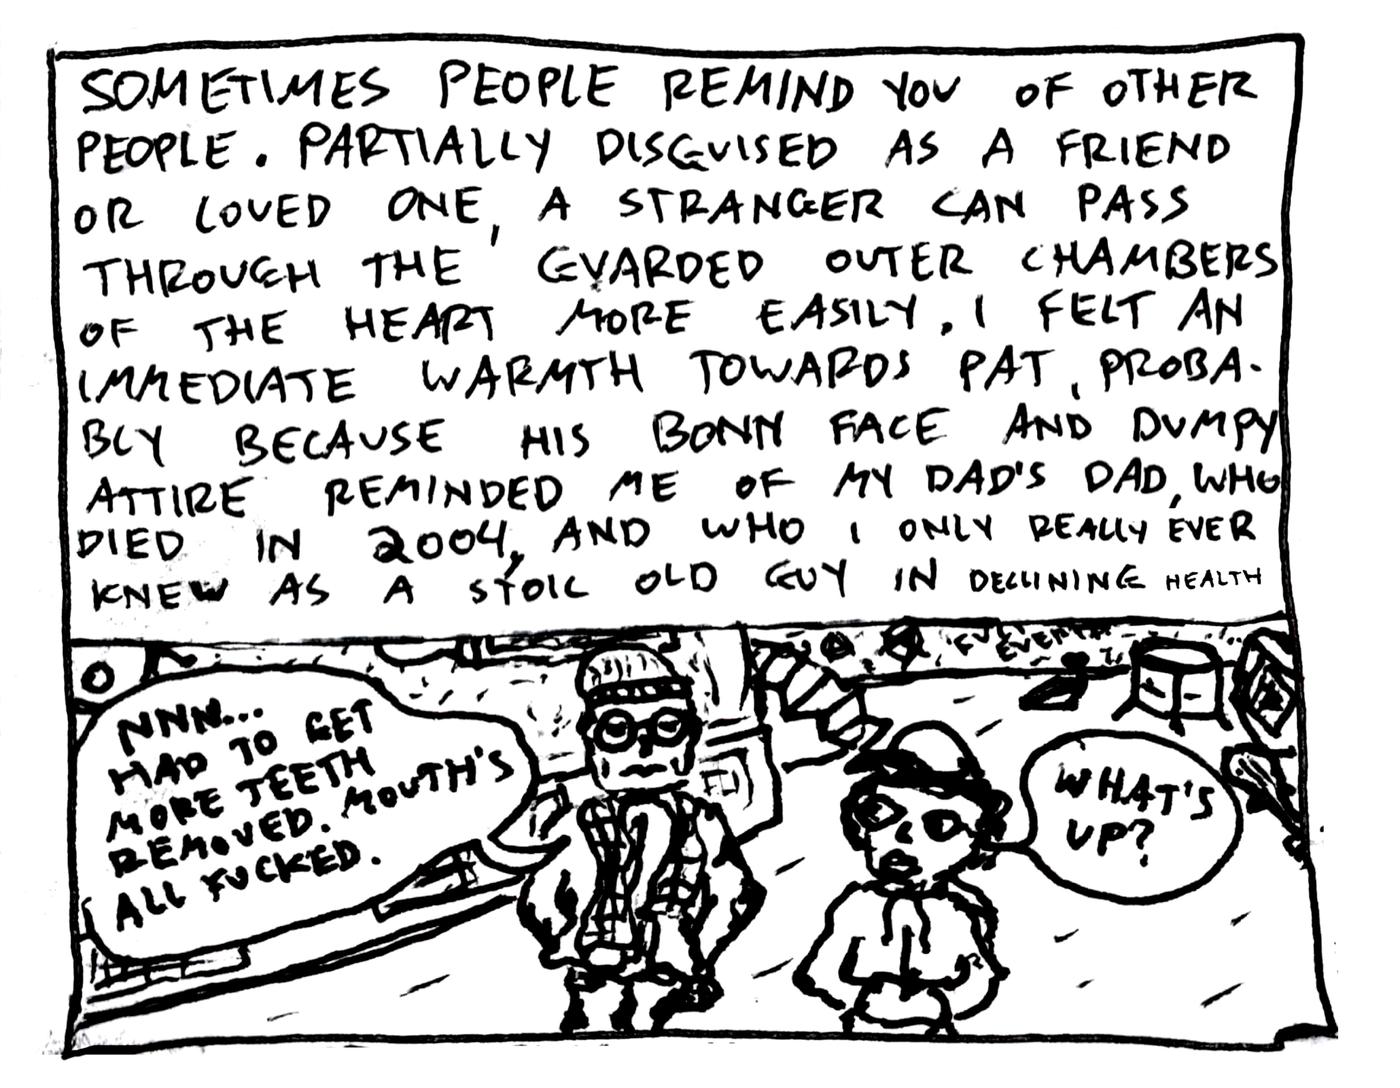 SOMETIMES PEOPLE REMIND YOU OF OTHER
PEOPLE. PARTIALLY DISGUISED AS A FRIEND
OR LOVED ONE, A STRANGER CAN PASS
THROUGH THE GUARDED OUTER CHAMBERS
OF THE HEART MORE EASILY. I FELT AN
IMMEDIATE WARMTH TOWARDS PAT, PROBA-
BLY BECAUSE HIS BONN FACE AND DUMPY
ATTIRE REMINDED ME OF MY DAD'S DAD, WHO
DIED IN 2004, AND WHO I ONLY REALLY EVER
KNEW AS A STOIC OLD GUY IN DECLINING HEALTH
NNN...
HAD TO GET
MORE TEETH
REMOVED. MOUTH'S
ALL FUCKED.
WHAT'S
UP?